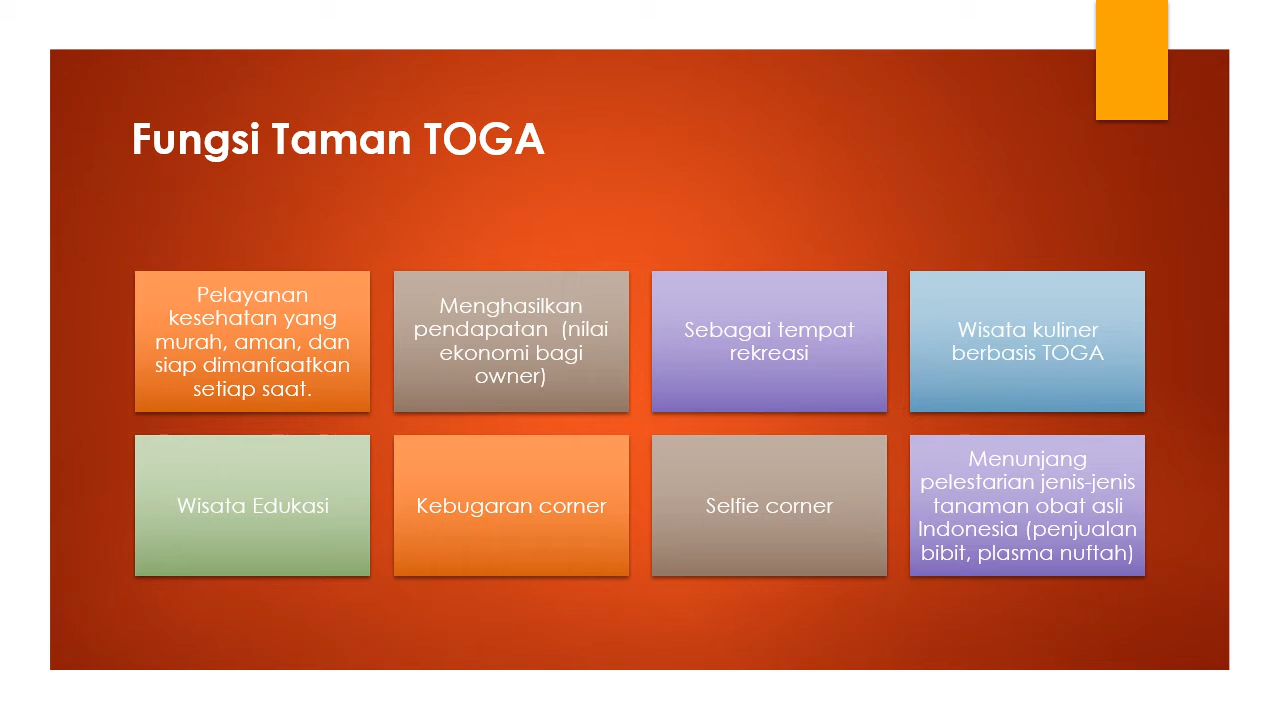 Fungsi Taman TOGA
Pelayanan
kesehatan yang
murah, aman, dan
siap dimanfaatkan
setiap saat.
Menghasilkan
pendapatan  (nilai
ekonomi bagi
owner)
Sebagai tempat
rekreasi
Wisata kuliner
berbasis TOGA
Wisata Edukasi
Kebugaran corner
Selfie corner
Menunjang
pelestarian jenis-jenis
tanaman obat asli
Indonesia (penjualan
bibit, plasma nuftah)